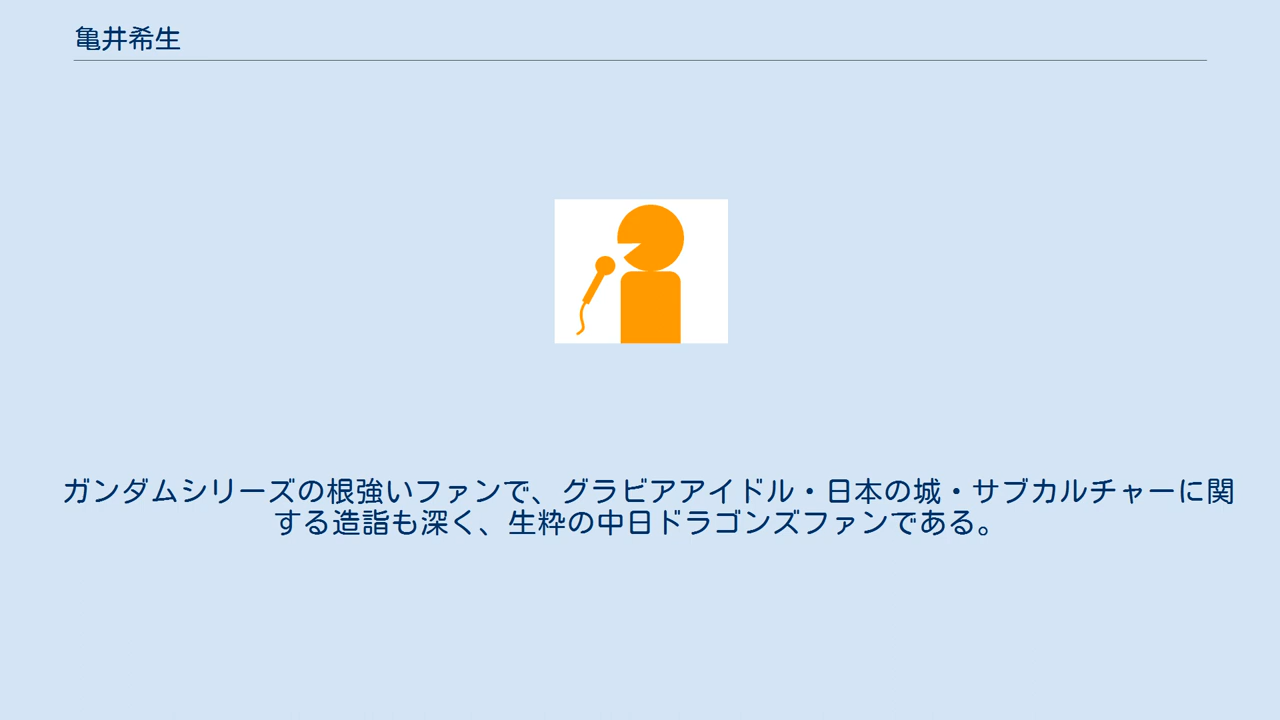 亀井希生
ガンダムシリーズの根強いファンで、グラビアアイドル・日本の城・サブカルチャーに関
する造詣も深く、生粋の中日ドラゴンズファンである。